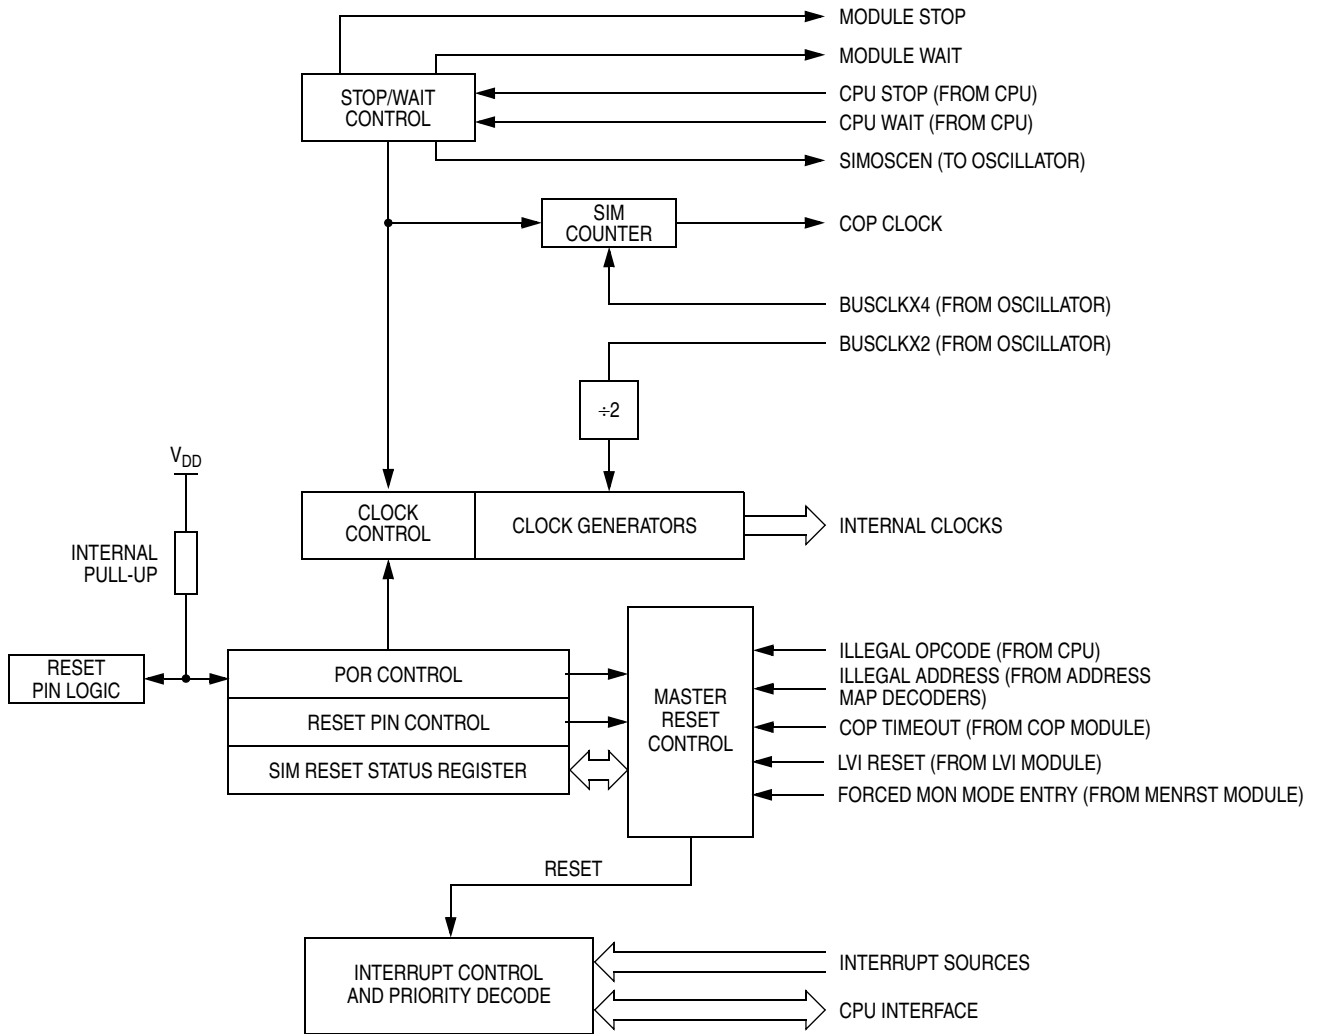 MODULE STOP
MODULE WAIT
STOP/WAIT
CONTROL
CPU STOP (FROM CPU)
CPU WAIT (FROM CPU)
SIMOSCEN (TO OSCILLATOR)
SIM
COUNTER
COP CLOCK
BUSCLKX4 (FROM OSCILLATOR)
BUSCLKX2 (FROM OSCILLATOR)
÷2
VDD
INTERNAL
PULL-UP
CLOCK
CONTROL
CLOCK GENERATORS
INTERNAL CLOCKS
RESET
PIN LOGIC
POR CONTROL
RESET PIN CONTROL
SIM RESET STATUS REGISTER
MASTER
RESET
CONTROL
ILLEGAL OPCODE (FROM CPU)
ILLEGAL ADDRESS (FROM ADDRESS
MAP DECODERS)
COP TIMEOUT (FROM COP MODULE)
LVI RESET (FROM LVI MODULE)
FORCED MON MODE ENTRY (FROM MENRST MODULE)
RESET
INTERRUPT CONTROL
AND PRIORITY DECODE
INTERRUPT SOURCES
CPU INTERFACE